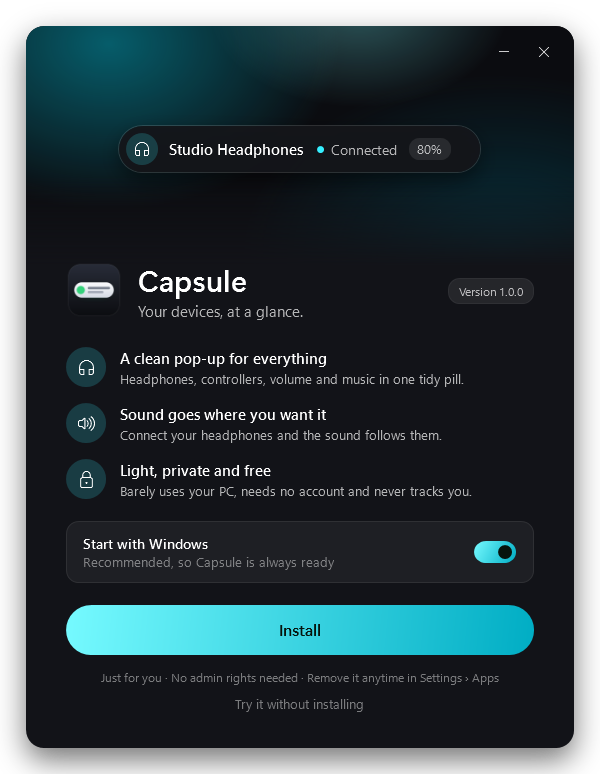 Studio Headphones
Connected
80%
Capsule
Your devices, at a glance.
Version 1.0.0
A clean pop-up for everything
Headphones, controllers, volume and music in one tidy pill.
Sound goes where you want it
Connect your headphones and the sound follows them.
Light, private and free
Barely uses your PC, needs no account and never tracks you.
Start with Windows
Recommended, so Capsule is always ready
Install
Just for you · No admin rights needed · Remove it anytime in Settings › Apps
Try it without installing